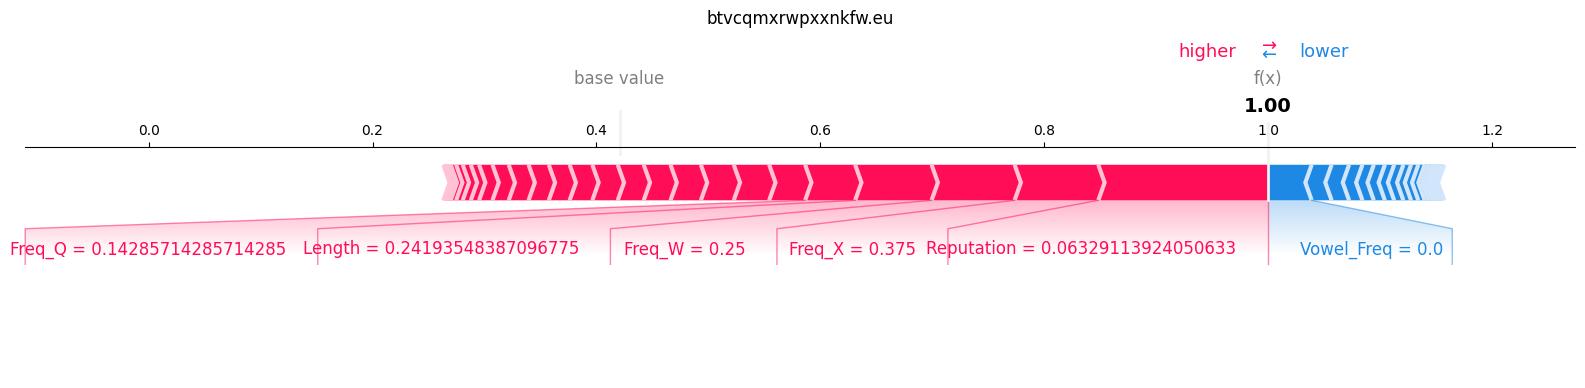 btvcqmxrwpxxnkfw.eu
higher ⇄ lower
base value f(x)
1.00
0.0 0.2 0.4 0.6 0.8 1.0 1.2
Freq_Q = 0.14285714285714285 Length = 0.24193548387096775 Freq_W = 0.25 Freq_X = 0.375 Reputation = 0.06329113924050633 Vowel_Freq = 0.0